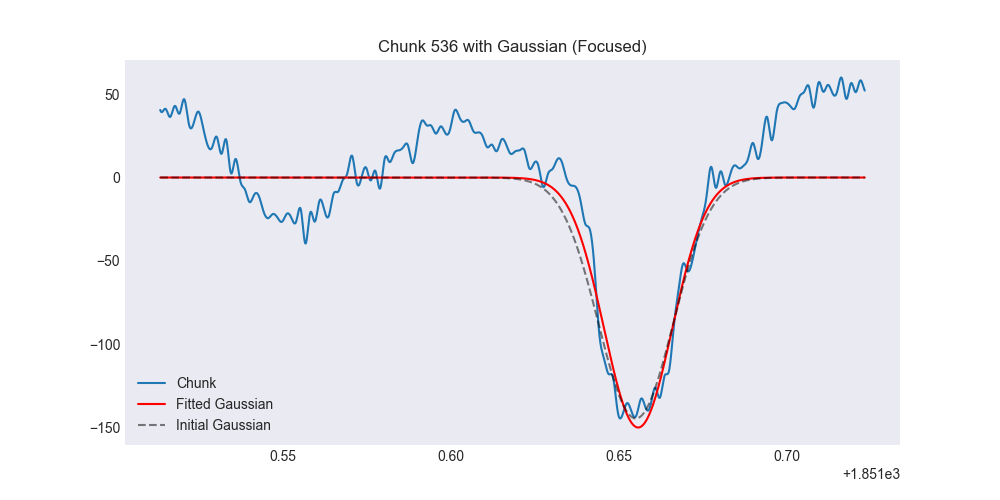 Chunk 536 with Gaussian (Focused)
50
0
−50
−100
−150
Chunk
Fitted Gaussian
Initial Gaussian
0.55 0.60 0.65 0.70
+1.851e3